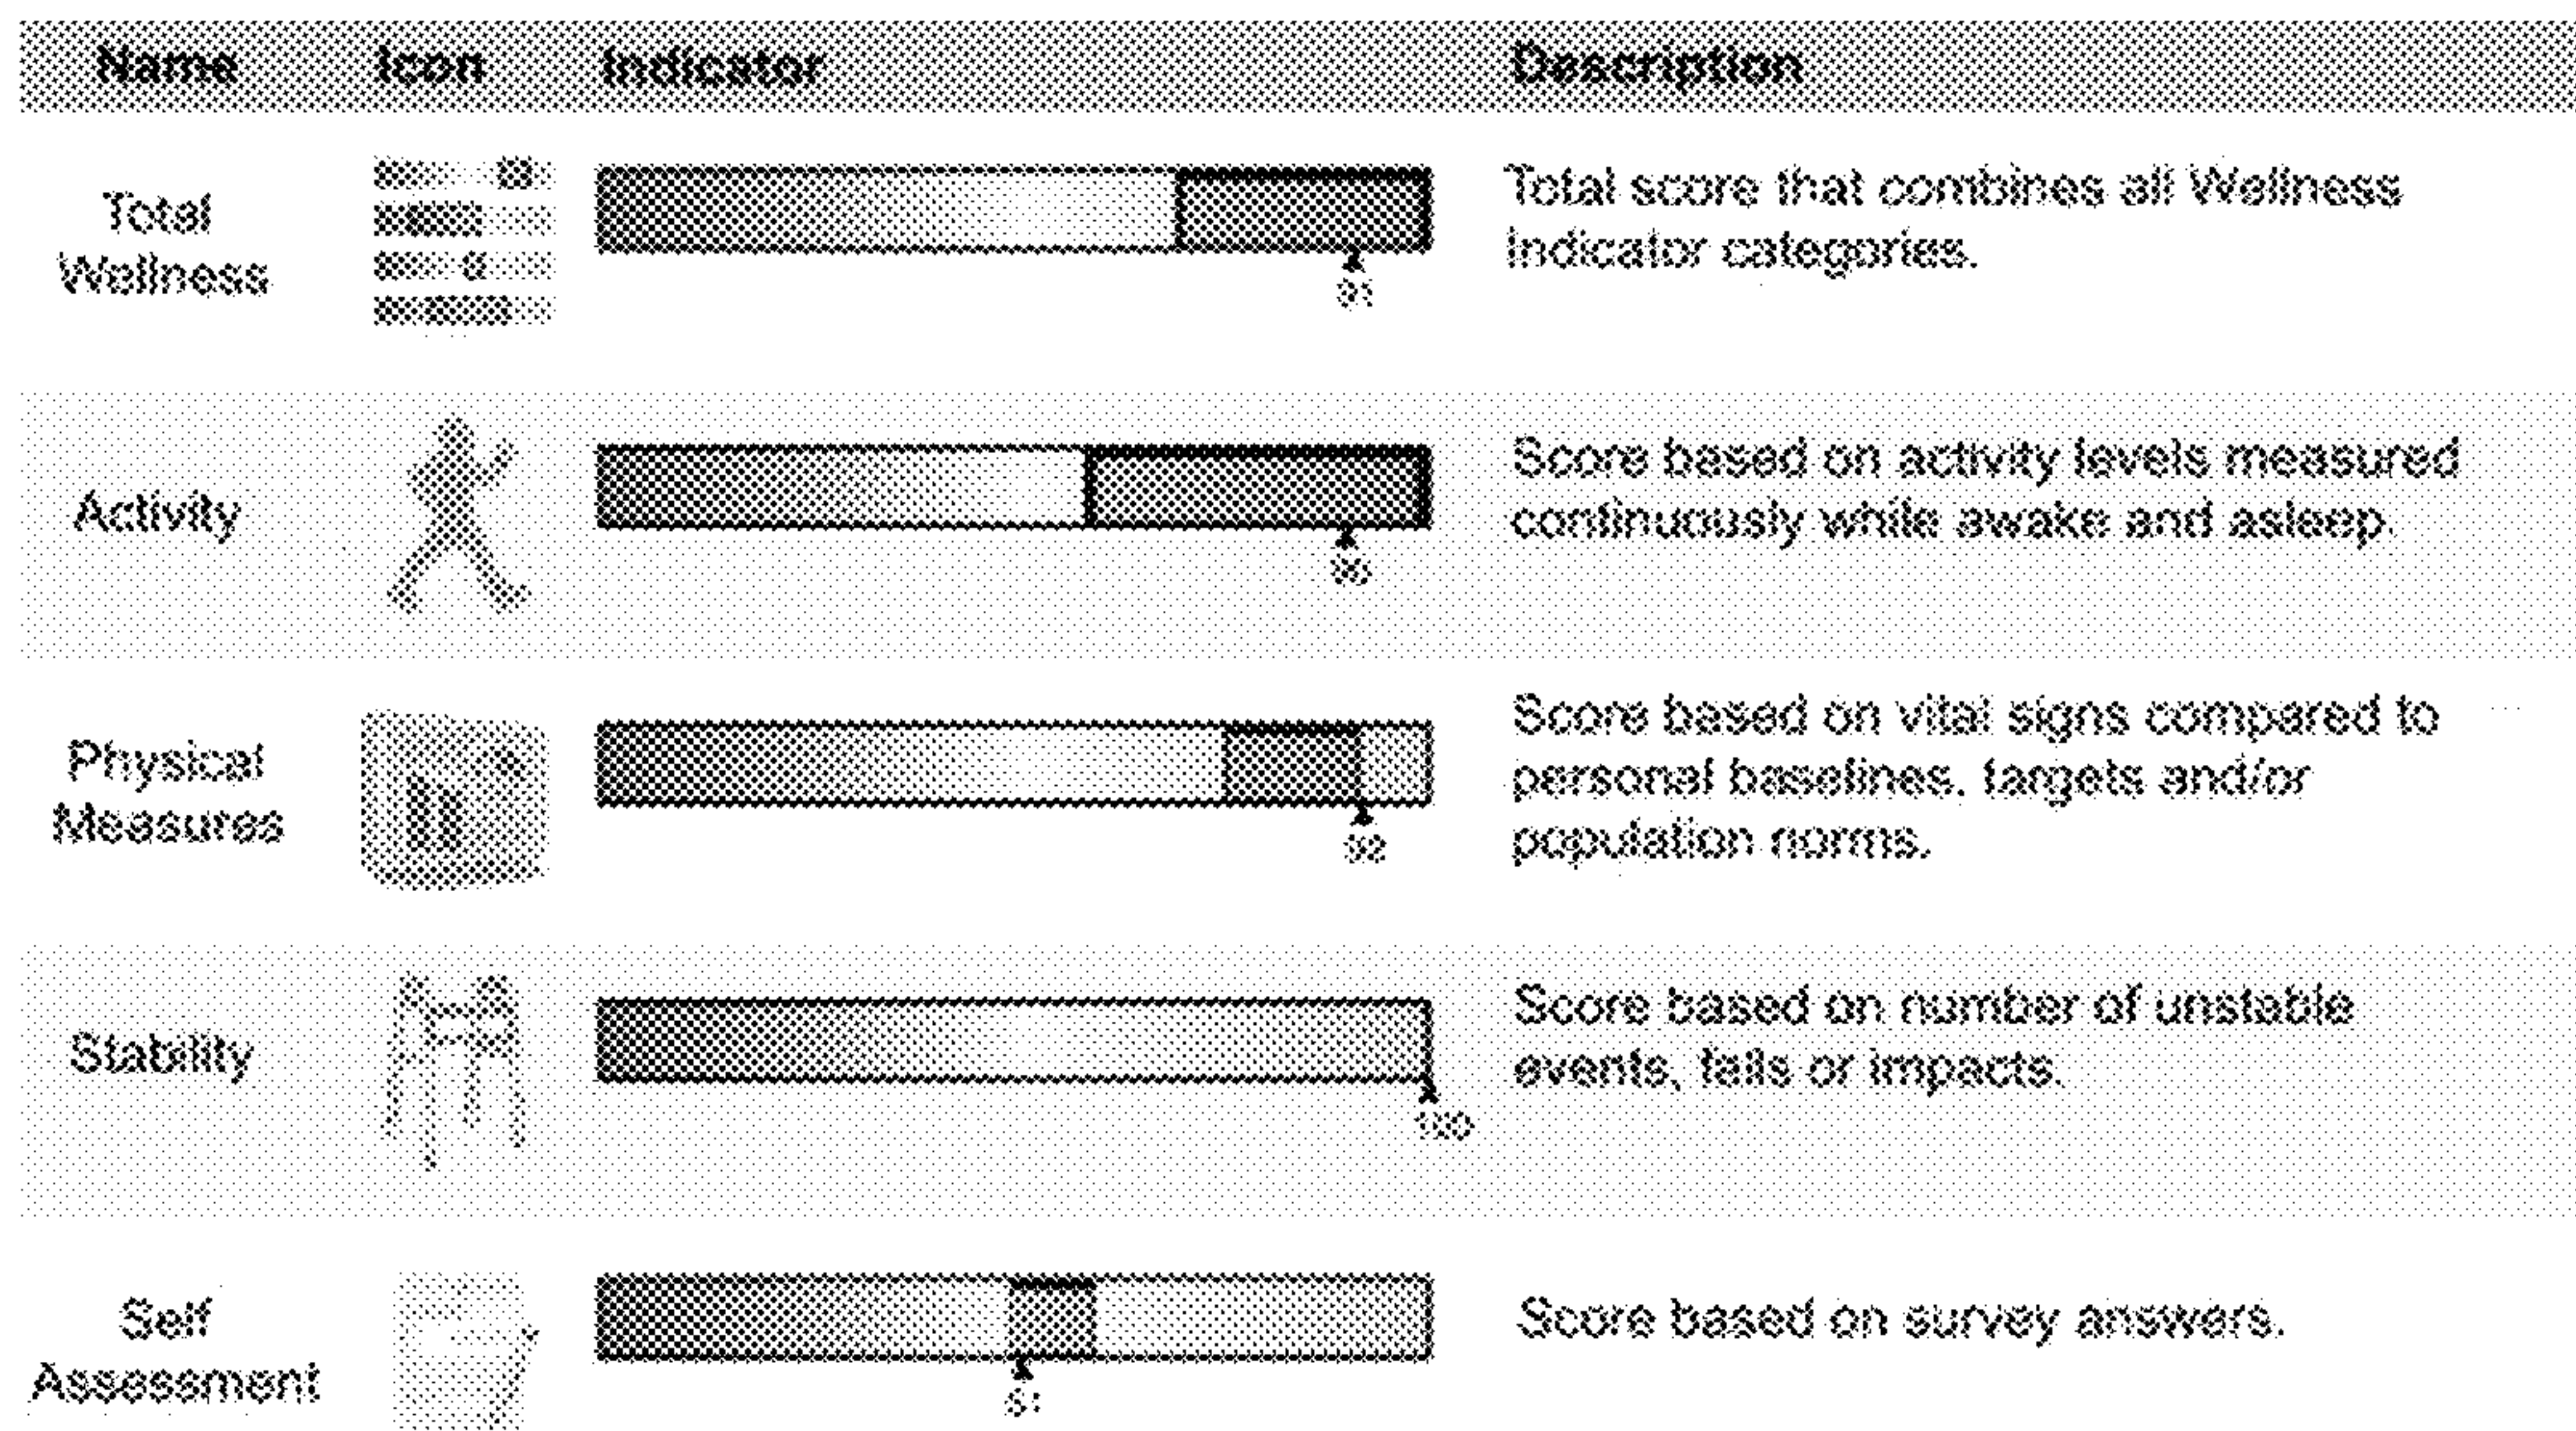 Name Icon Indicator Description
Total
Wellness
91
Total score that combines all Wellness
Indicator categories.
Activity
90
Score based on activity levels measured
continuously while awake and asleep.
Physical
Measures
92
Score based on vital signs compared to
personal baselines, targets and/or
population norms.
Stability
100
Score based on number of unstable
events, falls or impacts.
Self
Assessment
51
Score based on survey answers.